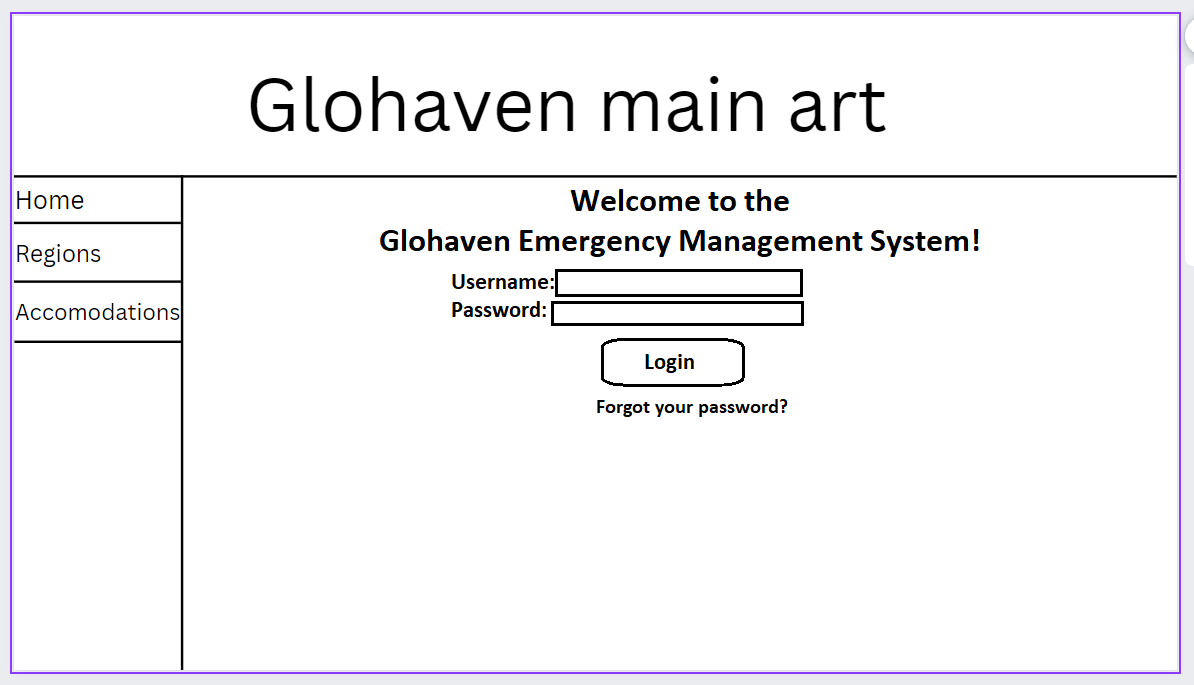 Glohaven main art
Home
Regions
Accomodations
Welcome to the
Glohaven Emergency Management System!
Username:
Password:
Login
Forgot your password?